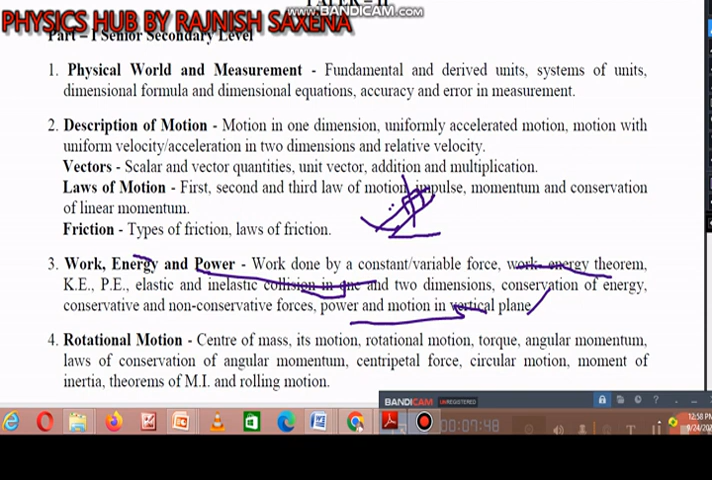 PAPER – II
PHYSICS HUB BY RAJNISH SAXENA
www.BANDICAM.com
Part – I Senior Secondary Level
1. Physical World and Measurement - Fundamental and derived units, systems of units,
dimensional formula and dimensional equations, accuracy and error in measurement.
2. Description of Motion - Motion in one dimension, uniformly accelerated motion, motion with
uniform velocity/acceleration in two dimensions and relative velocity.
Vectors - Scalar and vector quantities, unit vector, addition and multiplication.
Laws of Motion - First, second and third law of motion, impulse, momentum and conservation
of linear momentum.
Friction - Types of friction, laws of friction.
3. Work, Energy and Power - Work done by a constant/variable force, work energy theorem,
K.E., P.E., elastic and inelastic collision in one and two dimensions, conservation of energy,
conservative and non-conservative forces, power and motion in vertical plane
4. Rotational Motion - Centre of mass, its motion, rotational motion, torque, angular momentum,
laws of conservation of angular momentum, centripetal force, circular motion, moment of
inertia, theorems of M.I. and rolling motion.
BANDICAM UNREGISTERED
00:07:48
12:58 PM